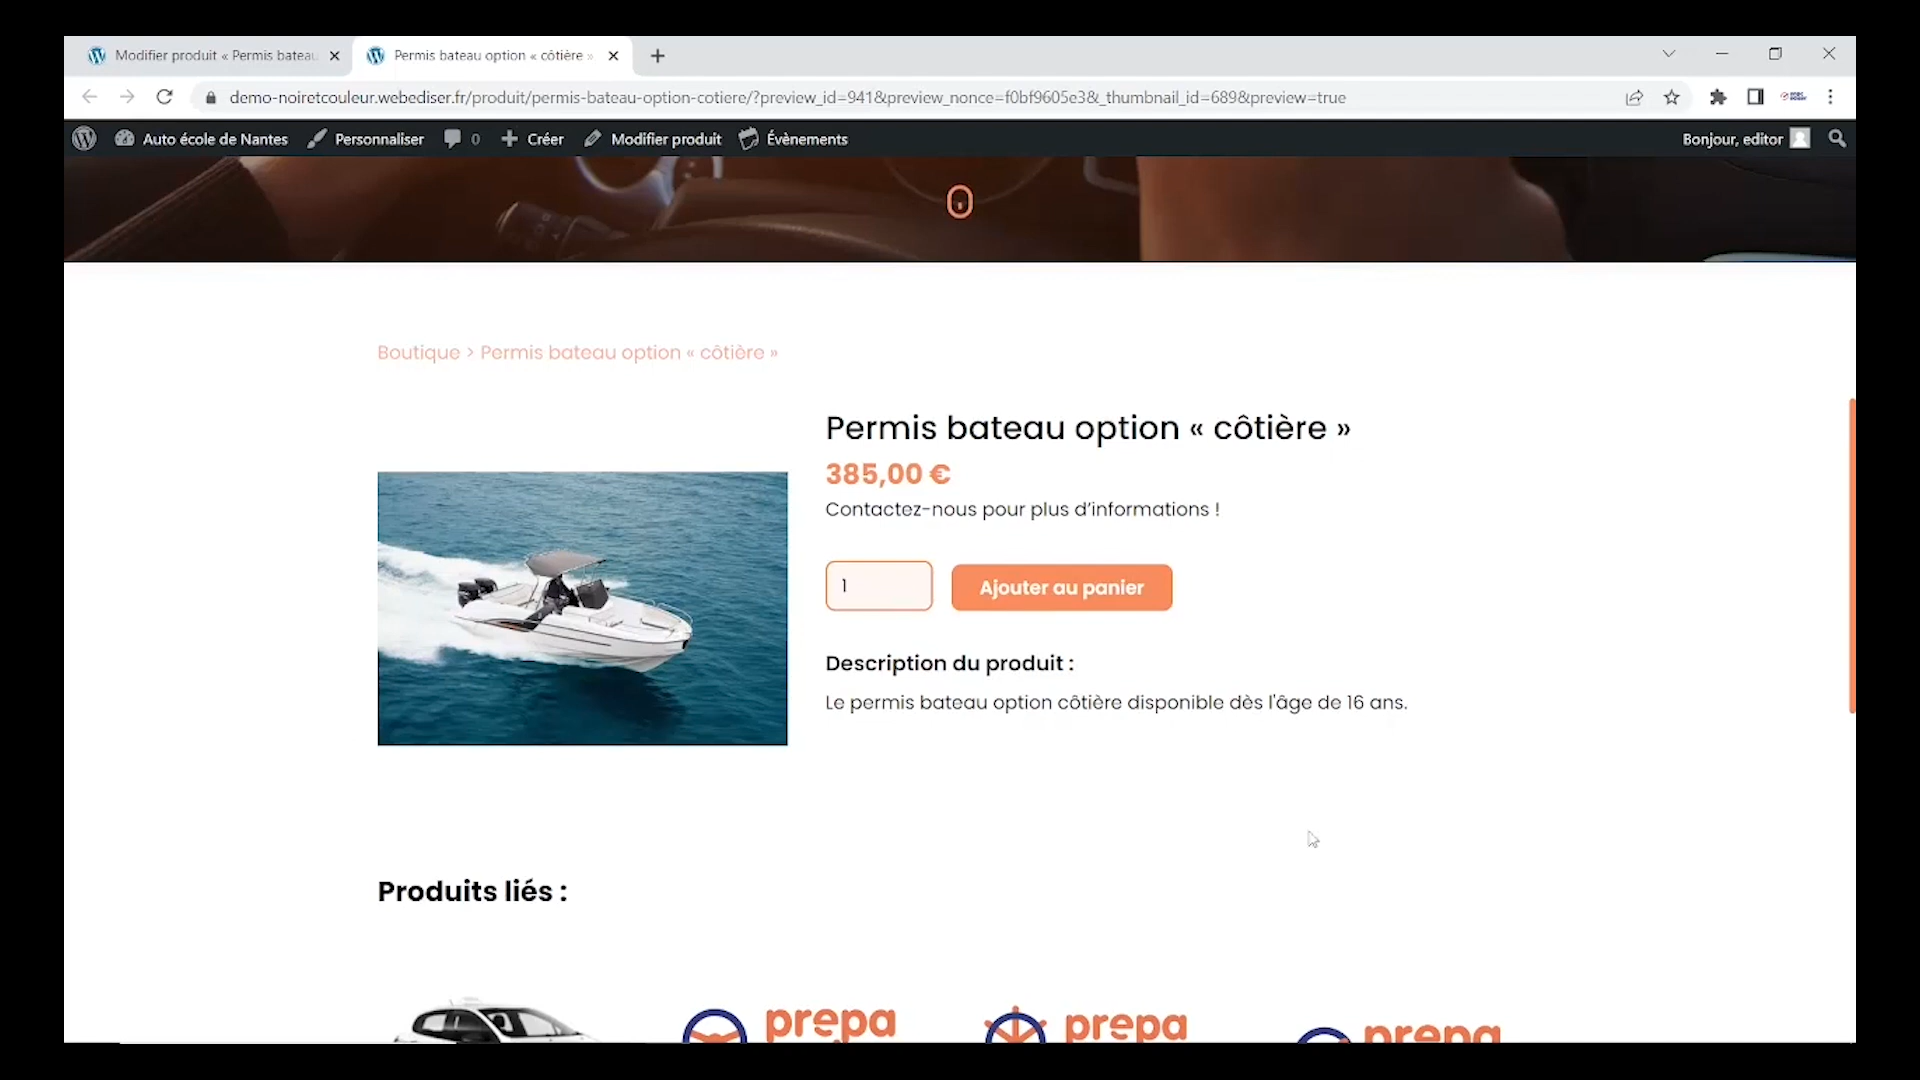 Modifier produit « Permis bateau
Permis bateau option « côtière »
demo-noiretcouleur.webediser.fr/produit/permis-bateau-option-cotiere/?preview_id=941&preview_nonce=f0bf9605e3&_thumbnail_id=689&preview=true
Auto école de Nantes Personnaliser 0 Créer Modifier produit Évènements Bonjour, editor
Boutique > Permis bateau option « côtière »
Permis bateau option « côtière »
385,00 €
Contactez-nous pour plus d’informations !
1 Ajouter au panier
Description du produit :
Le permis bateau option côtière disponible dès l'âge de 16 ans.
Produits liés :
prepa prepa prepa